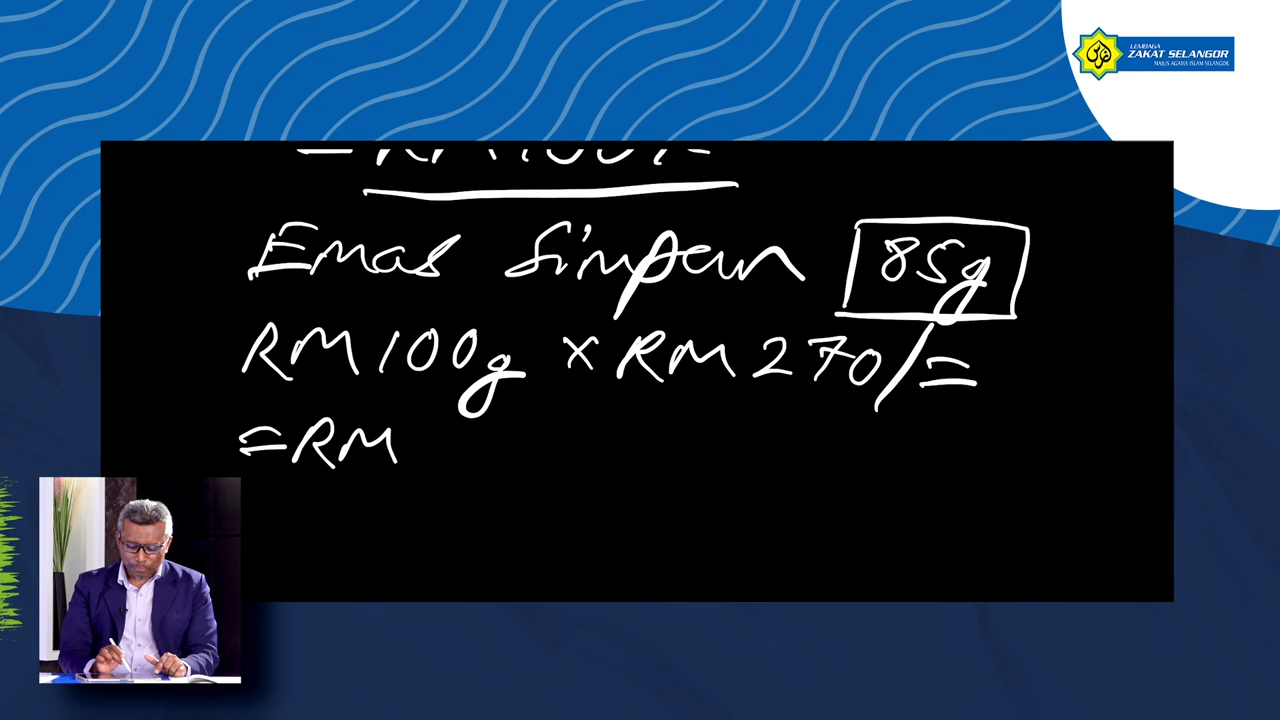 LEMBAGA
ZAKAT SELANGOR
MAJLIS AGAMA ISLAM SELANGOR
Emas Simpan 85g
RM100g × RM270/=
=RM